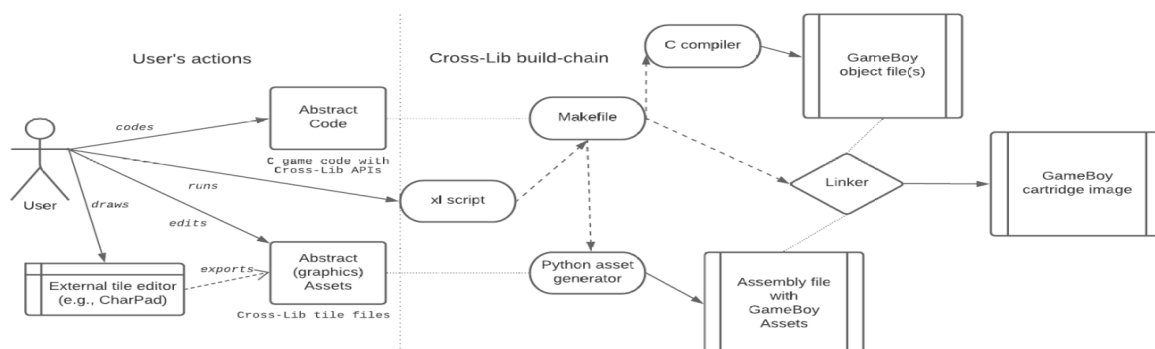 User's actions
Cross-Lib build-chain
C compiler
GameBoy
object file(s)
Abstract
Code
codes
Makefile
C game code with
Cross-Lib APIs
User
runs
xl script
Linker
GameBoy
cartridge image
draws
edits
exports
External tile editor
(e.g., CharPad)
Abstract
(graphics)
Assets
Cross-Lib tile files
Python asset
generator
Assembly file
with
GameBoy
Assets